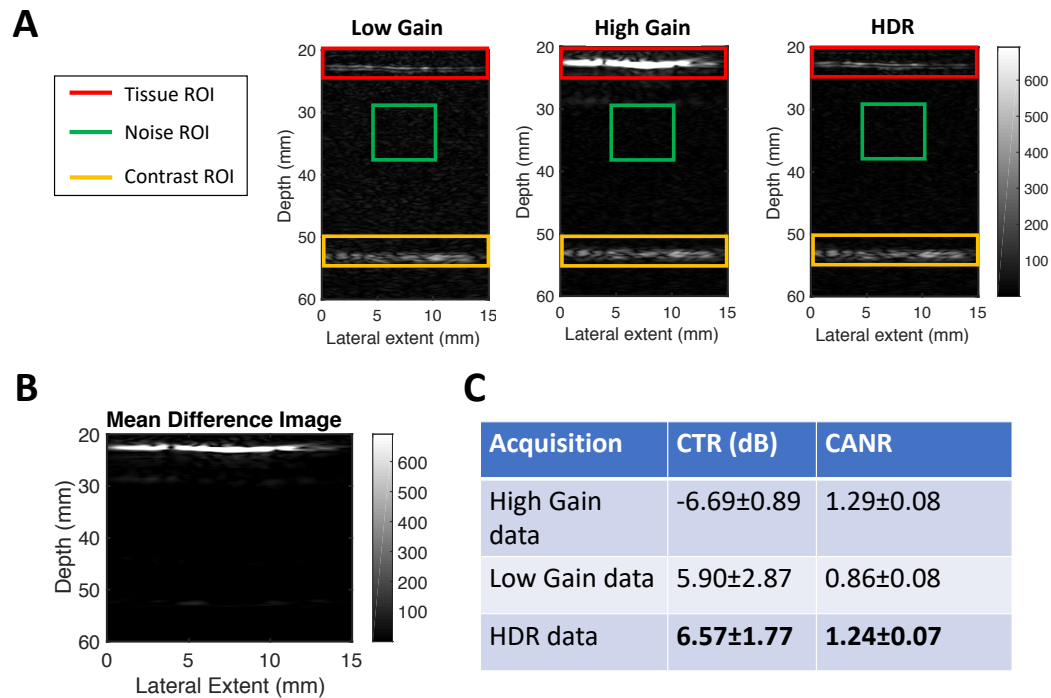 A
Low Gain
High Gain
HDR
Tissue ROI
Noise ROI
Contrast ROI
20
30
40
50
60
Depth (mm)
0 5 10 15
Lateral extent (mm)
20
30
40
50
60
Depth (mm)
0 5 10 15
Lateral extent (mm)
20
30
40
50
60
Depth (mm)
0 5 10 15
Lateral extent (mm)
600
500
400
300
200
100
B
Mean Difference Image
20
30
40
50
60
Depth (mm)
0 5 10 15
Lateral Extent (mm)
600
500
400
300
200
100
C
Acquisition CTR (dB) CANR
High Gain
data -6.69±0.89 1.29±0.08
Low Gain data 5.90±2.87 0.86±0.08
HDR data 6.57±1.77 1.24±0.07